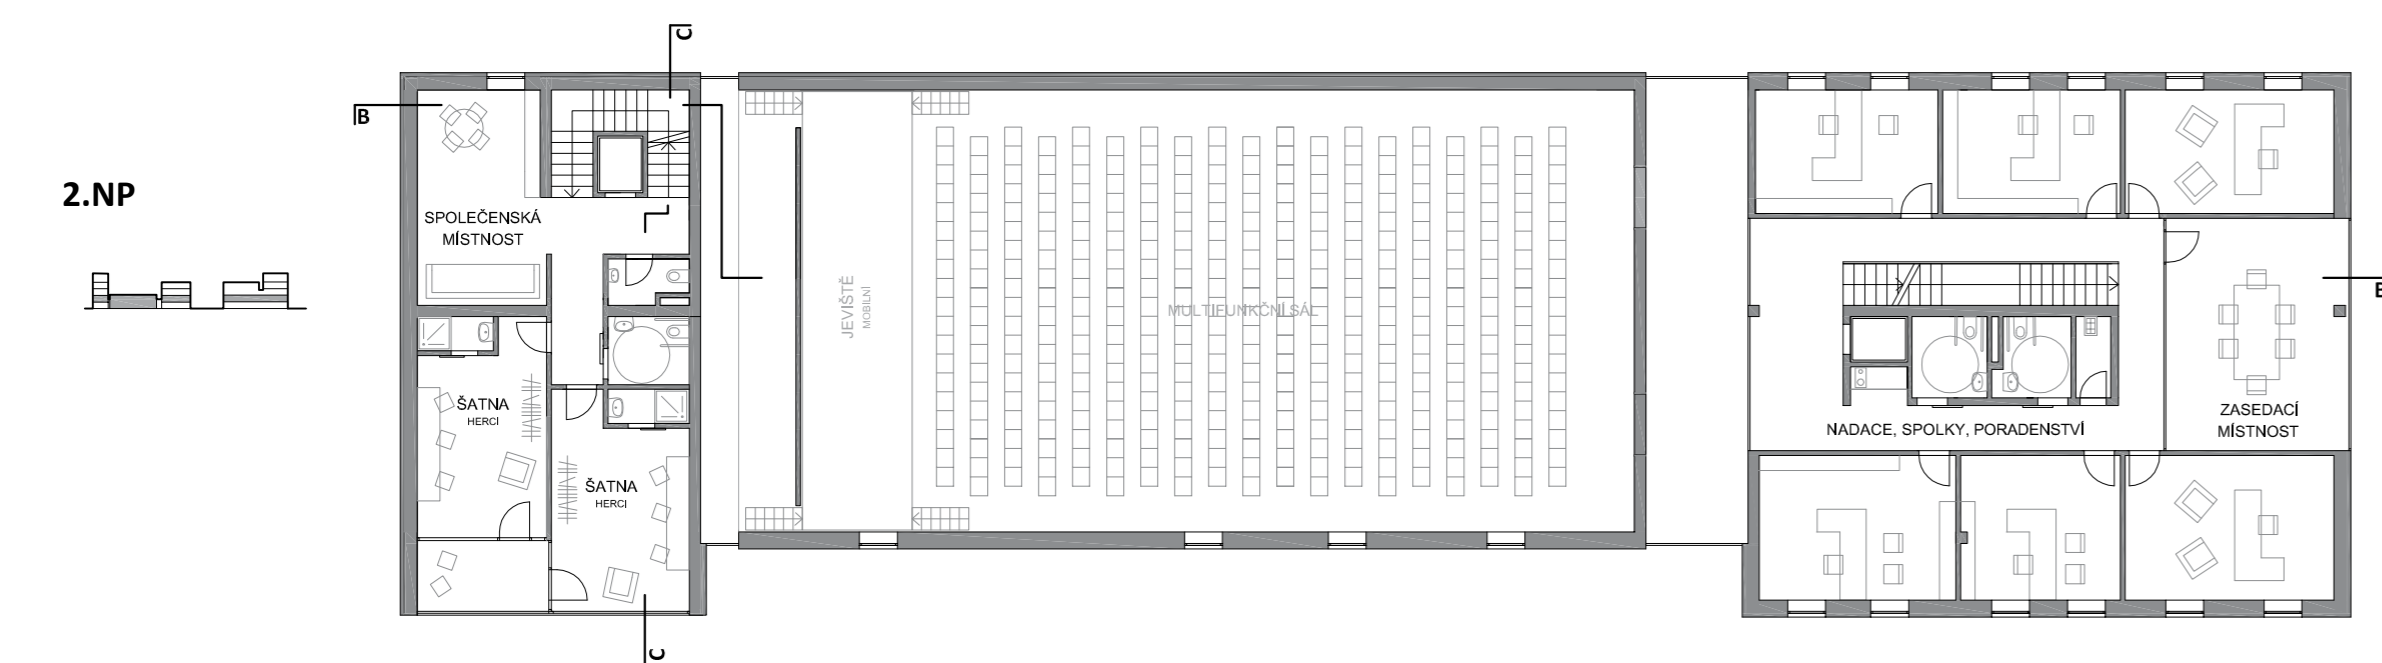 C
B
2.NP
SPOLEČENSKÁ
MÍSTNOST
JEVIŠTĚ
MOBILNÍ
MULTIFUNKČNÍ SÁL
B
ŠATNA
HERCI
ŠATNA
HERCI
NADACE, SPOLKY, PORADENSTVÍ
ZASEDACÍ
MÍSTNOST
C